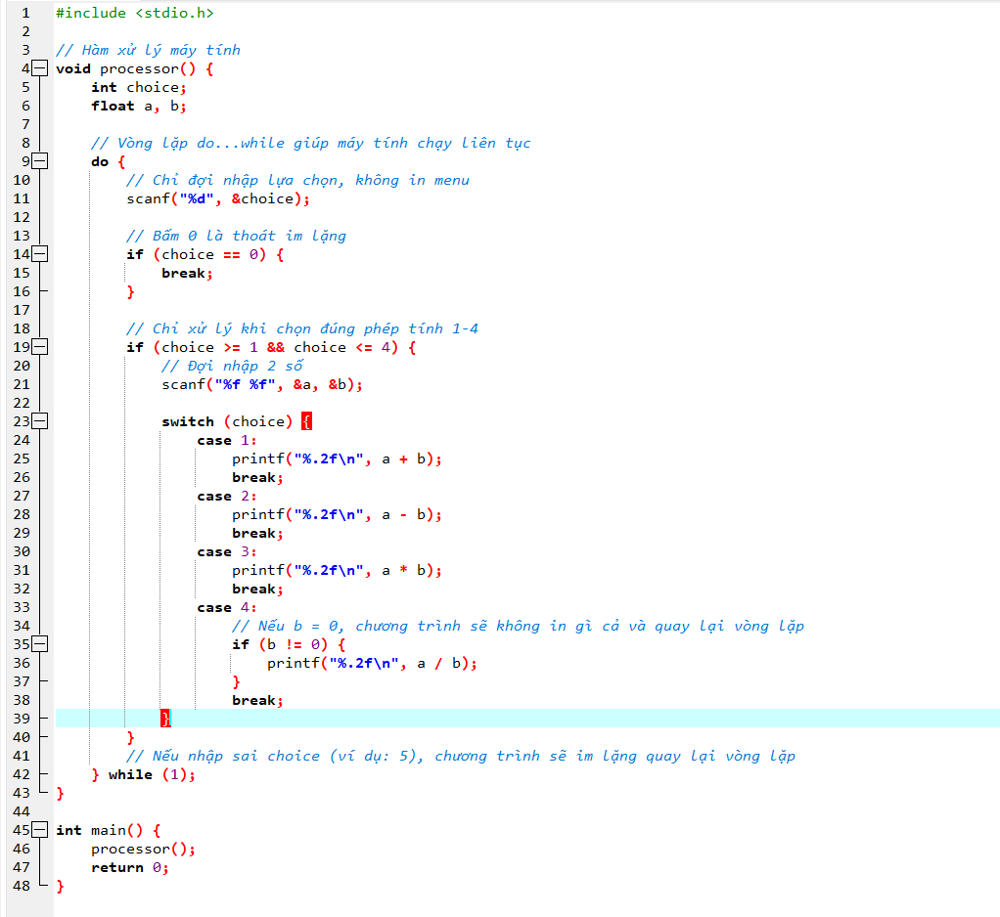 1 #include <stdio.h>
2
3 // Hàm xử lý máy tính
4 void processor() {
5     int choice;
6     float a, b;
7
8     // Vòng lặp do...while giúp máy tính chạy liên tục
9     do {
10         // Chỉ đợi nhập lựa chọn, không in menu
11         scanf("%d", &choice);
12
13         // Bấm 0 là thoát im lặng
14         if (choice == 0) {
15             break;
16         }
17
18         // Chỉ xử lý khi chọn đúng phép tính 1-4
19         if (choice >= 1 && choice <= 4) {
20             // Đợi nhập 2 số
21             scanf("%f %f", &a, &b);
22
23             switch (choice) {
24                 case 1:
25                     printf("%.2f\n", a + b);
26                     break;
27                 case 2:
28                     printf("%.2f\n", a - b);
29                     break;
30                 case 3:
31                     printf("%.2f\n", a * b);
32                     break;
33                 case 4:
34                     // Nếu b = 0, chương trình sẽ không in gì cả và quay lại vòng lặp
35                     if (b != 0) {
36                         printf("%.2f\n", a / b);
37                     }
38                     break;
39             }
40         }
41         // Nếu nhập sai choice (ví dụ: 5), chương trình sẽ im lặng quay lại vòng lặp
42     } while (1);
43 }
44
45 int main() {
46     processor();
47     return 0;
48 }